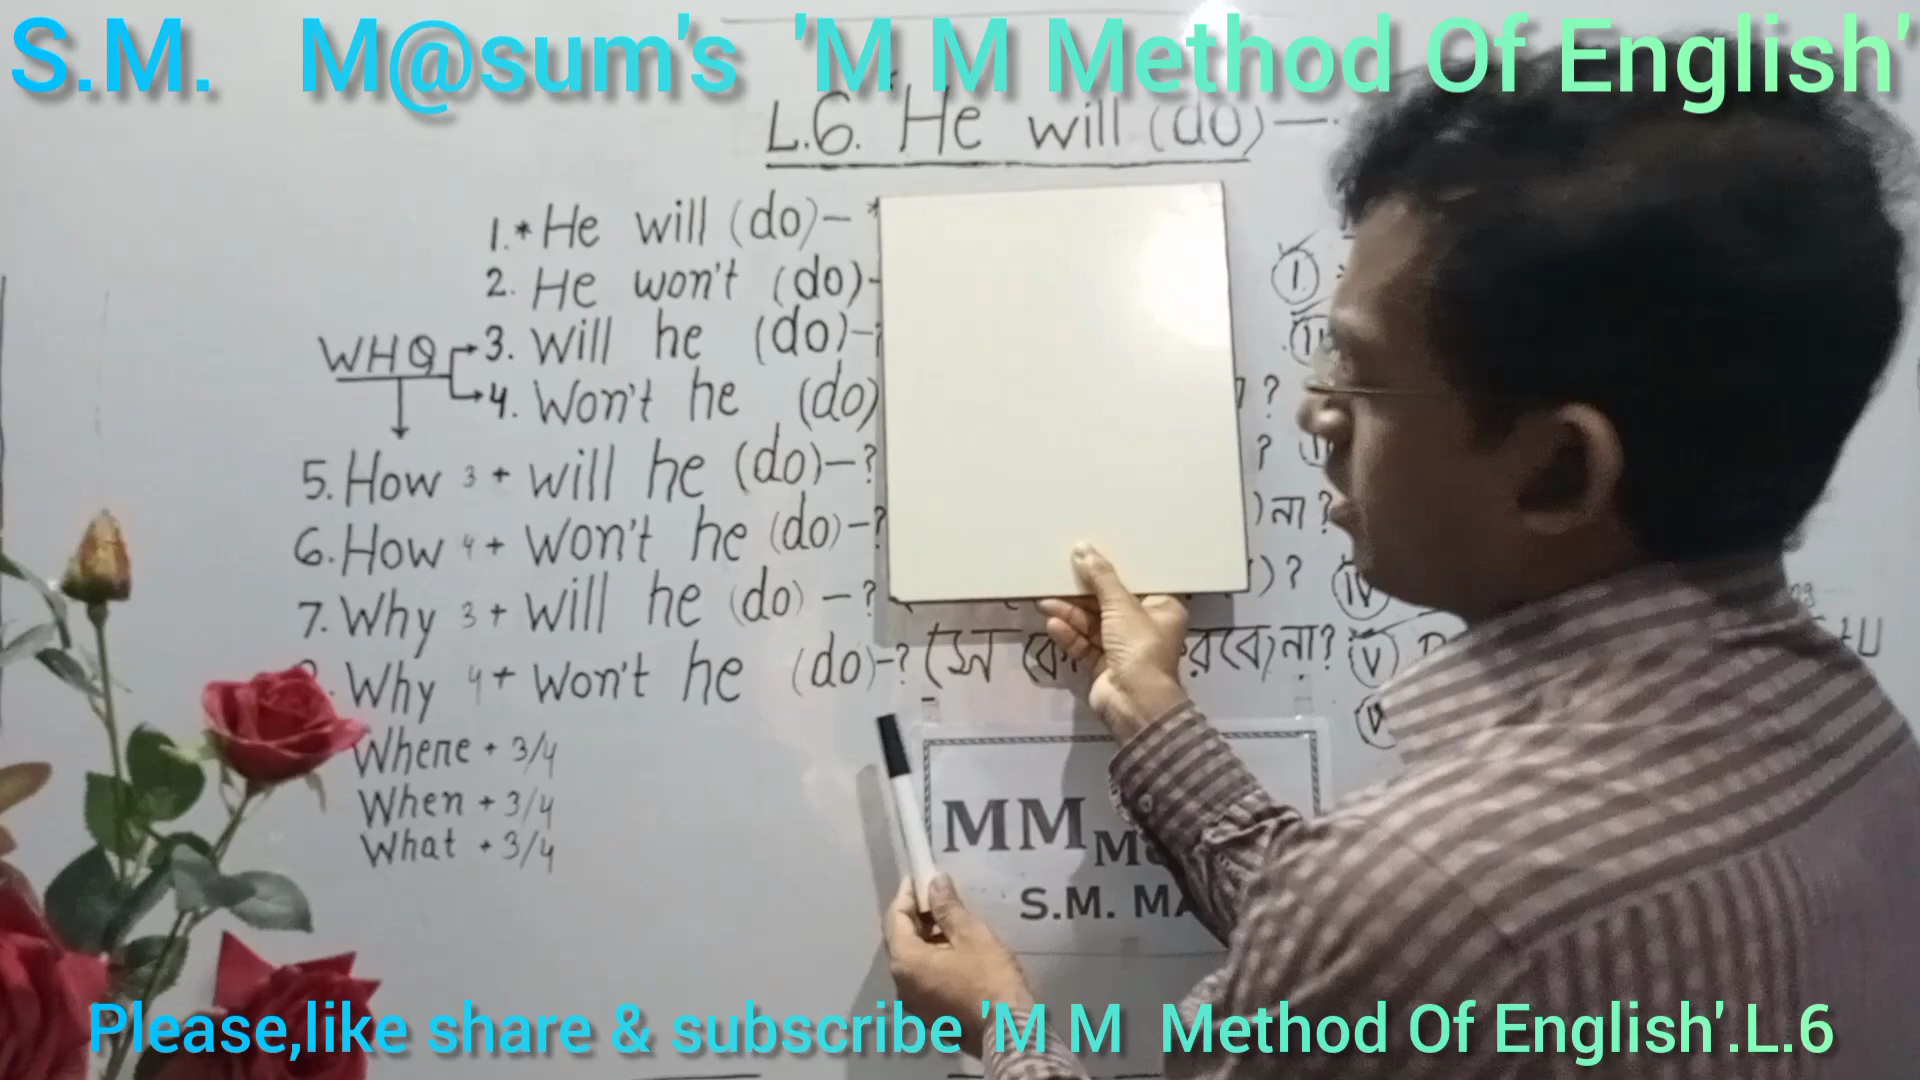 S.M. M@sum's 'M M Method Of English'
L.6. He will (do)—
1.* He will (do)— *
2. He won't (do)-
WHQ
3. Will he (do)—?
4. Won't he (do)
?
5. How 3 + will he (do)—?
?
6. How 4 + won't he (do)—?
)না?
7. Why 3 + will he (do) —?
)?
Why 4 + won't he (do)-? (সে রবে)না?
Where + 3/4
When + 3/4
What + 3/4
I
IV
V
MM
S.M.
Please,like share & subscribe 'M M Method Of English'.L.6